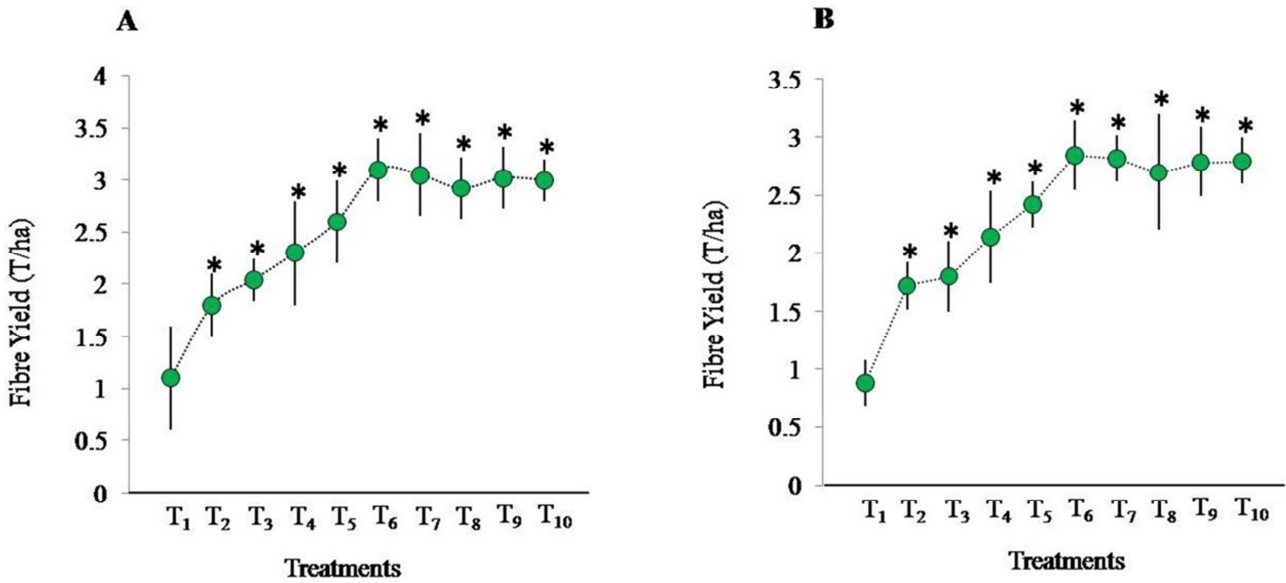 A
Fibre Yield (T/ha)
4
3.5
3
2.5
2
1.5
1
0.5
0
* * * * * * * * *
T1 T2 T3 T4 T5 T6 T7 T8 T9 T10
Treatments
B
Fibre Yield (T/ha)
3.5
3
2.5
2
1.5
1
0.5
0
* * * * * * * * *
T1 T2 T3 T4 T5 T6 T7 T8 T9 T10
Treatments